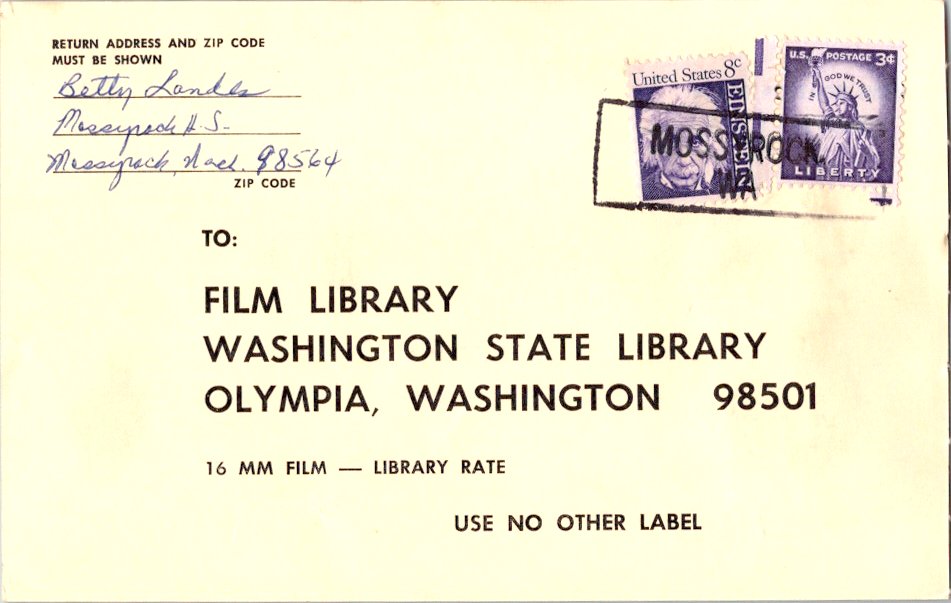 RETURN ADDRESS AND ZIP CODE
MUST BE SHOWN
Betty Landes
Mossyrock H.S.
Mossyrock, Wash. 98564
ZIP CODE
United States 8c
EINSTEIN
U.S. POSTAGE 3¢
IN GOD WE TRUST
LIBERTY
MOSSYROCK,
WA
TO:
FILM LIBRARY
WASHINGTON STATE LIBRARY
OLYMPIA, WASHINGTON 98501
16 MM FILM — LIBRARY RATE
USE NO OTHER LABEL